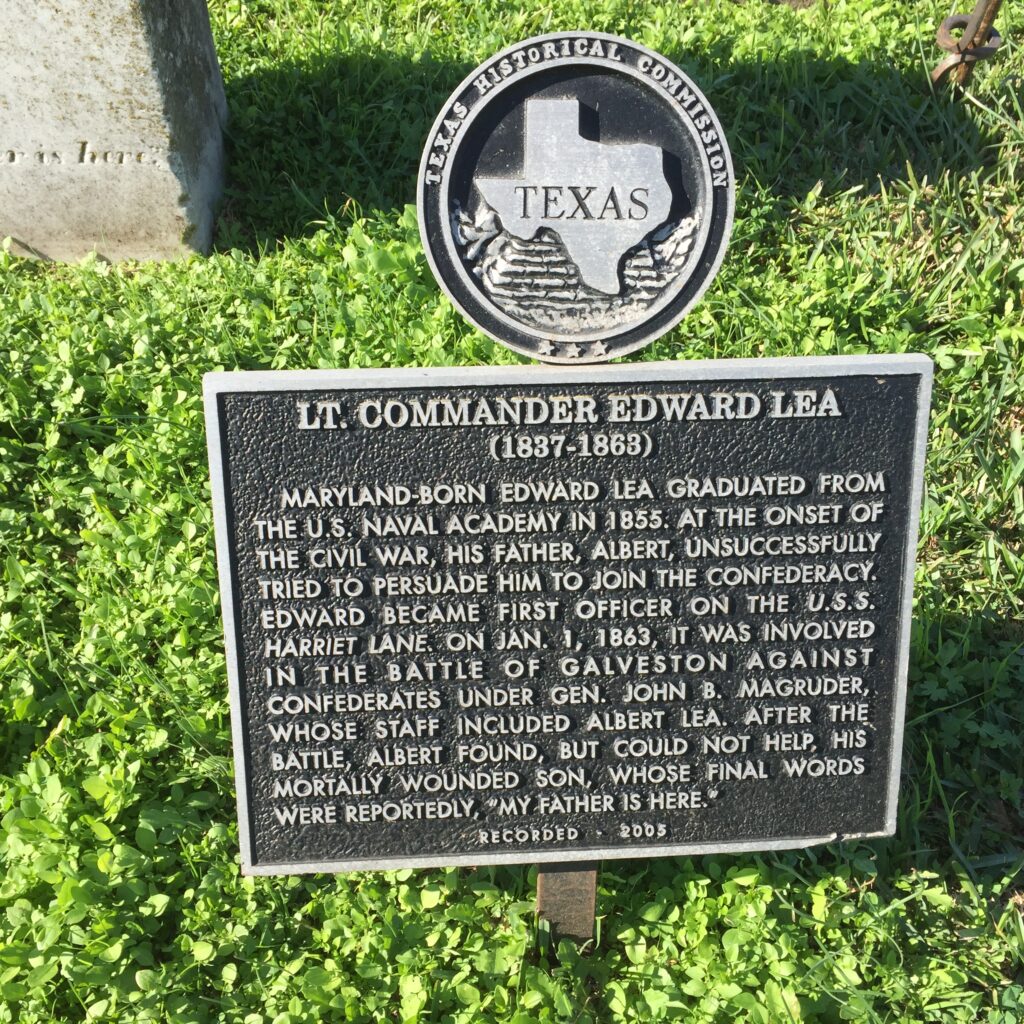 er is here.
TEXAS HISTORICAL COMMISSION
TEXAS
LT. COMMANDER EDWARD LEA
(1837-1863)
MARYLAND-BORN EDWARD LEA GRADUATED FROM
THE U.S. NAVAL ACADEMY IN 1855. AT THE ONSET OF
THE CIVIL WAR, HIS FATHER, ALBERT, UNSUCCESSFULLY
TRIED TO PERSUADE HIM TO JOIN THE CONFEDERACY.
EDWARD BECAME FIRST OFFICER ON THE U.S.S.
HARRIET LANE. ON JAN. 1, 1863, IT WAS INVOLVED
IN THE BATTLE OF GALVESTON AGAINST
CONFEDERATES UNDER GEN. JOHN B. MAGRUDER,
WHOSE STAFF INCLUDED ALBERT LEA. AFTER THE
BATTLE, ALBERT FOUND, BUT COULD NOT HELP, HIS
MORTALLY WOUNDED SON, WHOSE FINAL WORDS
WERE REPORTEDLY, "MY FATHER IS HERE."
RECORDED · 2005